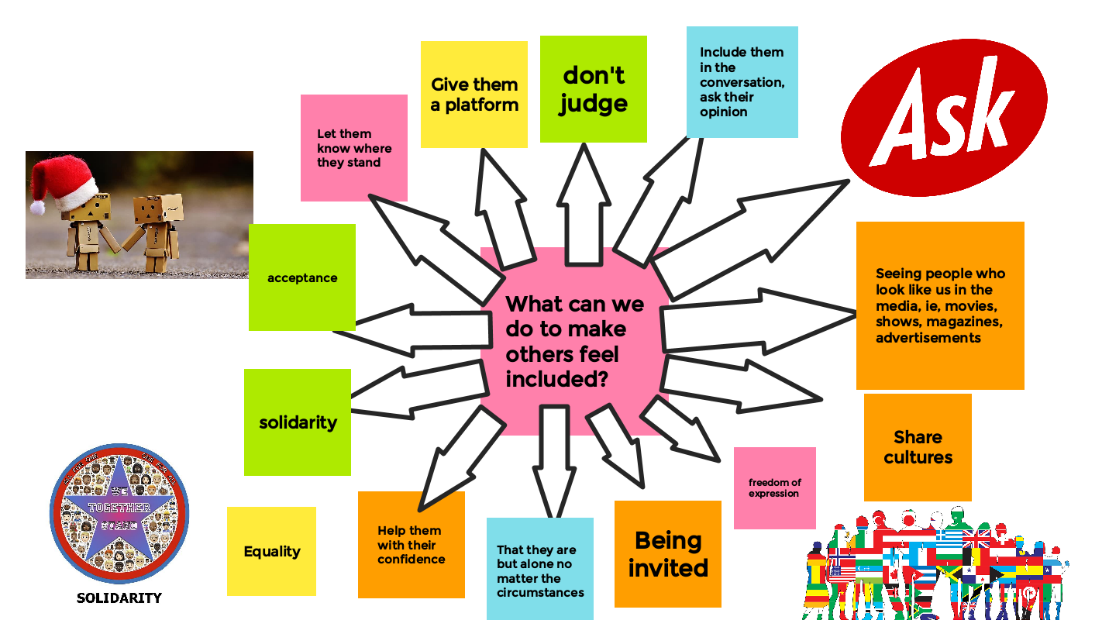 Include them
in the
conversation,
ask their
opinion
don't
judge
Give them
a platform
Ask
Let them
know where
they stand
acceptance
Seeing people who
look like us in the
media, ie, movies,
shows, magazines,
advertisements
What can we
do to make
others feel
included?
solidarity
Share
cultures
freedom of
expression
Being
invited
Help them
with their
confidence
That they are
but alone no
matter the
circumstances
Equality
TOGETHER
SOLIDARITY